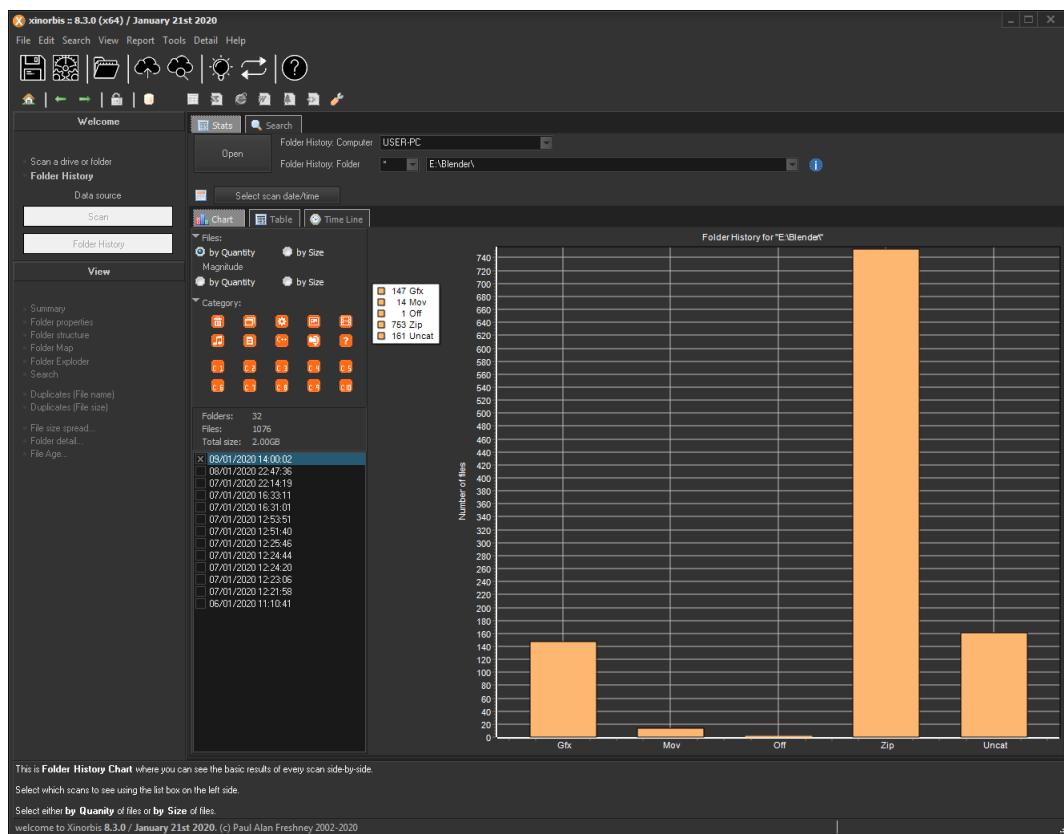 xinorbis :: 8.3.0 (x64) / January 21st 2020
File Edit Search View Report Tools Detail Help
Welcome
Scan a drive or folder
Folder History
Data source
Scan
Folder History
View
Summary
Folder properties
Folder structure
Folder Map
Folder Exploder
Search
Duplicates (File name)
Duplicates (File size)
File size spread...
Folder detail...
File Age...
Stats Search
Open
Folder History: Computer USER-PC
Folder History: Folder * E:\Blender\
Select scan date/time
Chart Table Time Line
Files:
by Quantity by Size
Magnitude
by Quantity by Size
Category:
C++
?
C 1 C 2 C 3 C 4 C 5
C 6 C 7 C 8 C 9 C 10
Folders: 32
Files: 1076
Total size: 2.00GB
09/01/2020 14:00:02
08/01/2020 22:47:36
07/01/2020 22:14:19
07/01/2020 16:33:11
07/01/2020 16:31:01
07/01/2020 12:53:51
07/01/2020 12:51:40
07/01/2020 12:25:46
07/01/2020 12:24:44
07/01/2020 12:24:20
07/01/2020 12:23:06
07/01/2020 12:21:58
06/01/2020 11:10:41
147 Gfx
14 Mov
1 Off
753 Zip
161 Uncat
Folder History for "E:\Blender\"
Number of files
740
720
700
680
660
640
620
600
580
560
540
520
500
480
460
440
420
400
380
360
340
320
300
280
260
240
220
200
180
160
140
120
100
80
60
40
20
0
Gfx Mov Off Zip Uncat
This is Folder History Chart where you can see the basic results of every scan side-by-side.
Select which scans to see using the list box on the left side.
Select either by Quanity of files or by Size of files.
welcome to Xinorbis 8.3.0 / January 21st 2020. (c) Paul Alan Freshney 2002-2020